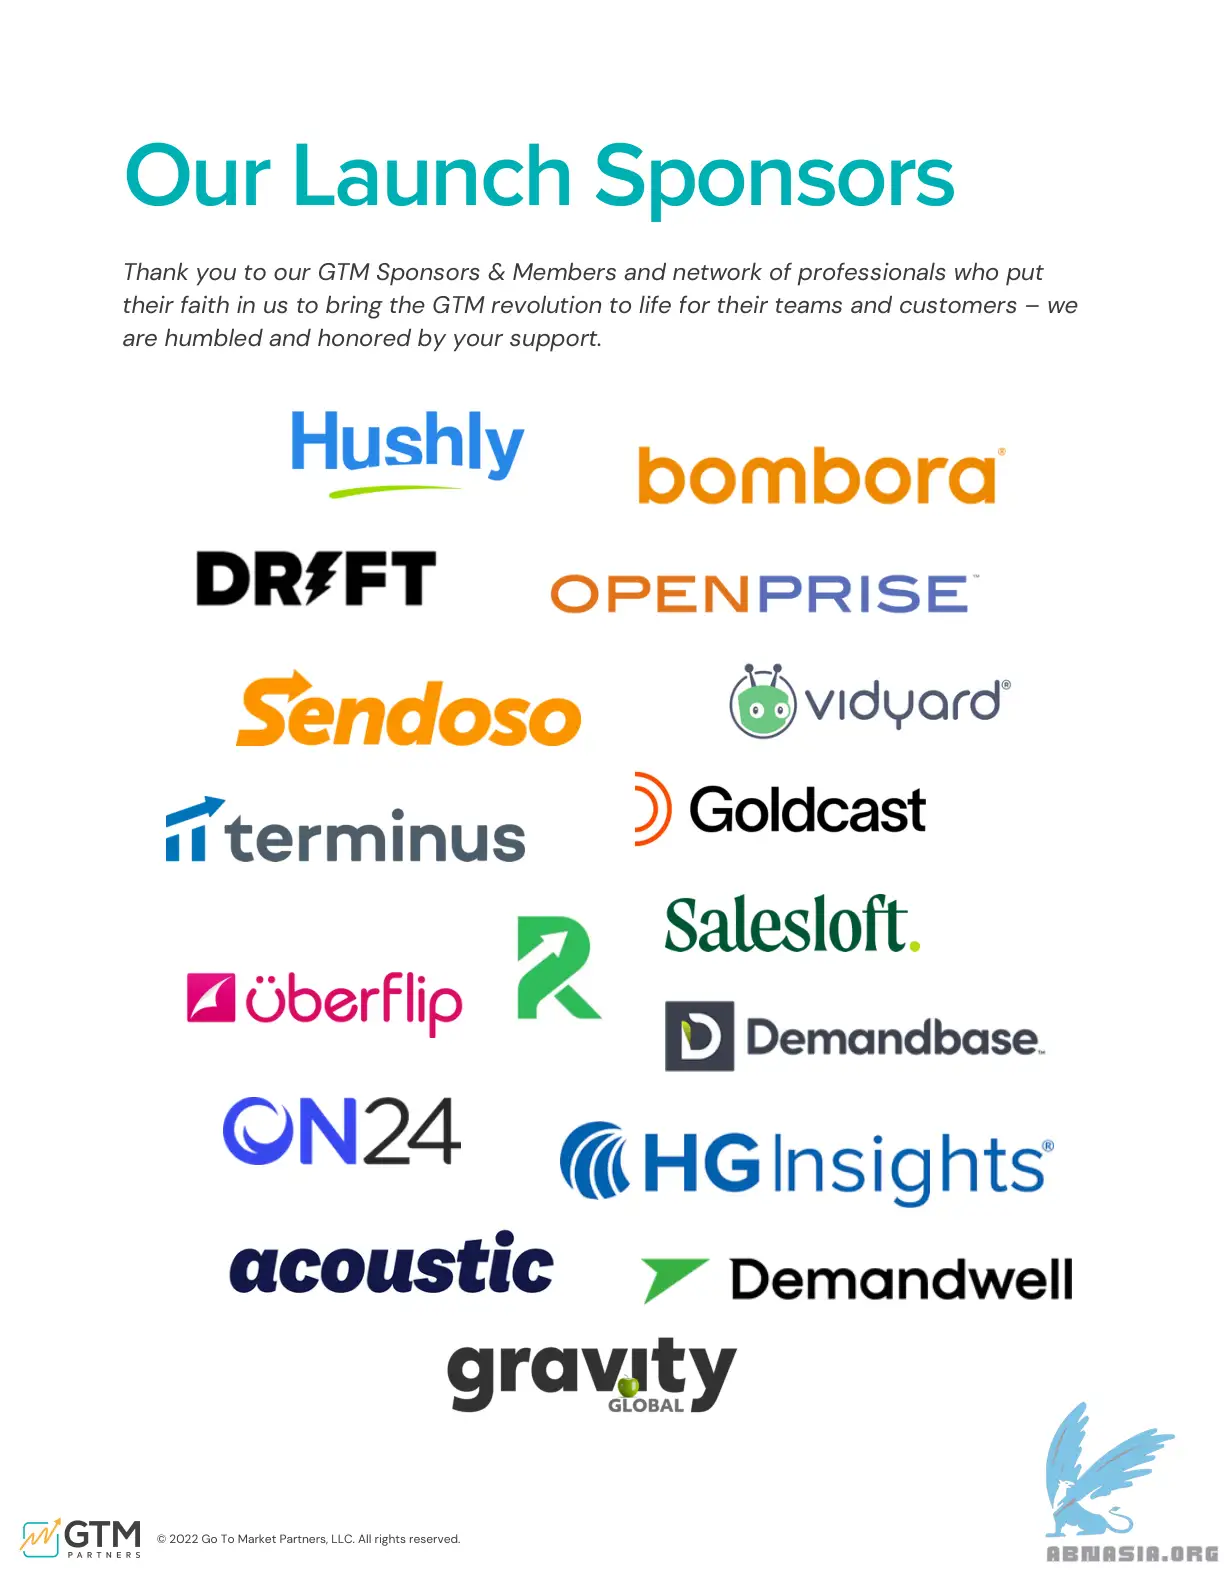 Our Launch Sponsors
Thank you to our GTM Sponsors & Members and network of professionals who put
their faith in us to bring the GTM revolution to life for their teams and customers – we
are humbled and honored by your support.
Hushly
bombora®
DRIFT
OPENPRISE™
Sendoso
vidyard®
terminus
Goldcast
Salesloft.
R
überflip
Demandbase™
ON24
HG Insights®
acoustic
Demandwell
gravity
GLOBAL
GTM
PARTNERS
© 2022 Go To Market Partners, LLC. All rights reserved.
ABNASIA.ORG